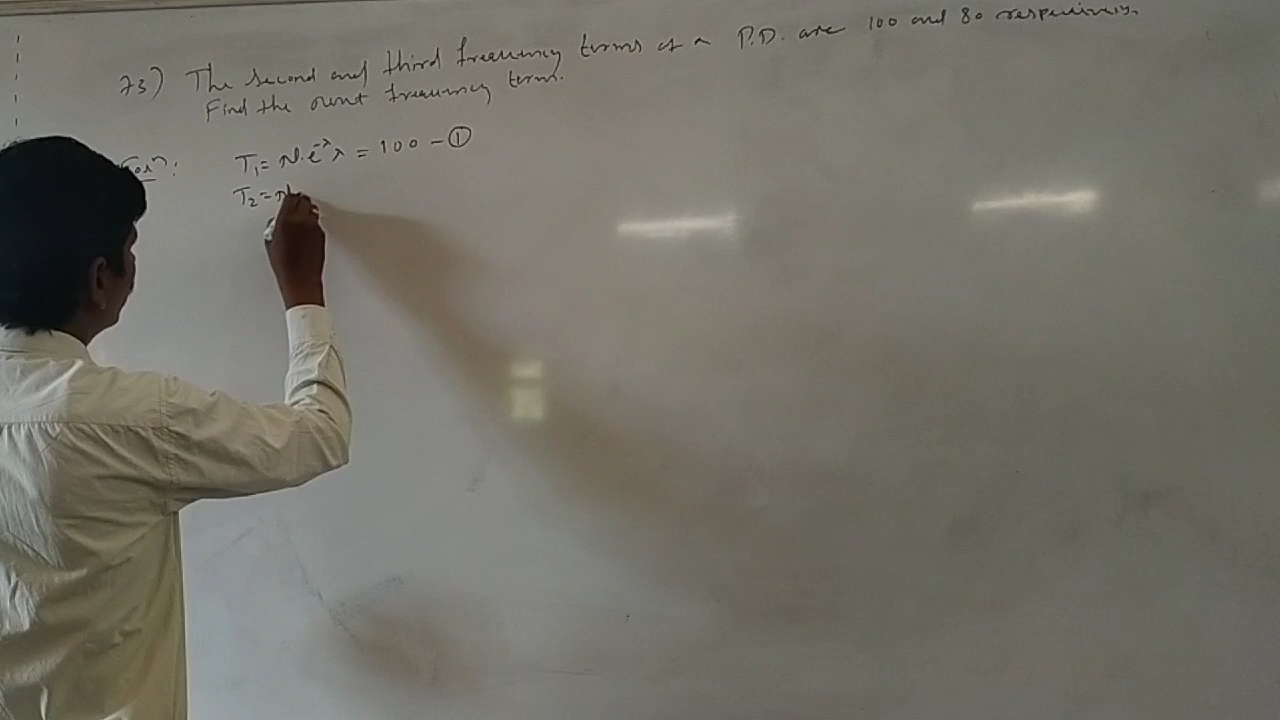 73) The second and third frequency terms of a P.D. are 100 and 80 respectively.
Find the frequency term.
Soln:
T₁ = N.e^-λ λ = 100 - ①
T₂ = N